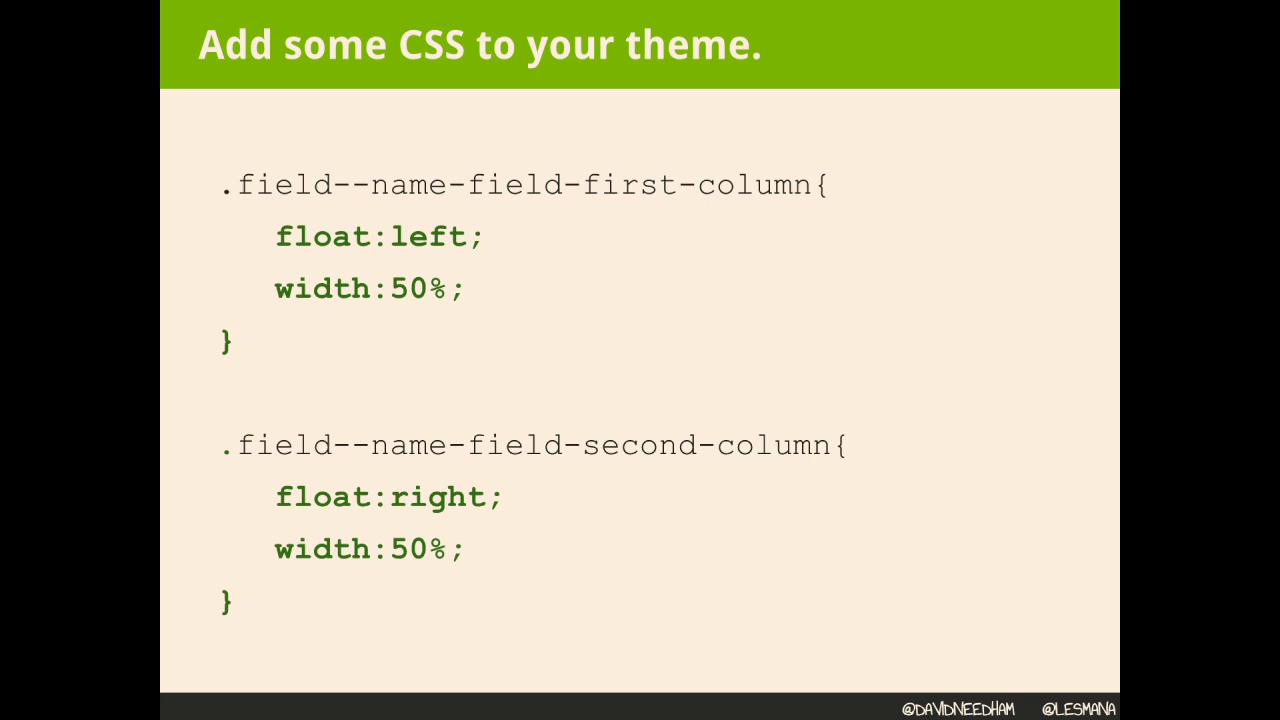 Add some CSS to your theme.
.field--name-field-first-column{
float:left;
width:50%;
}
.field--name-field-second-column{
float:right;
width:50%;
}
@DAVIDNEEDHAM @LESMANA